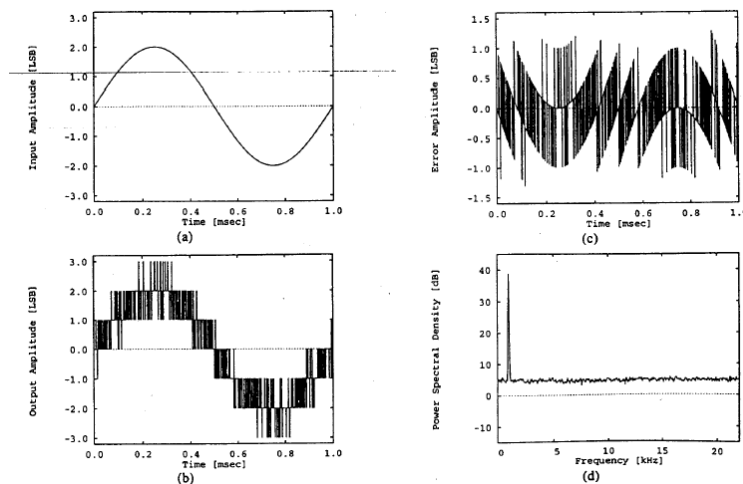 Input Amplitude [LSB]
3.0
2.0
1.0
0.0
-1.0
-2.0
-3.0
0.0 0.2 0.4 0.6 0.8 1.0
Time [msec]
(a)
Error Amplitude [LSB]
1.5
1.0
0.5
0.0
-0.5
-1.0
-1.5
0.0 0.2 0.4 0.6 0.8 1.0
Time [msec]
(c)
Output Amplitude [LSB]
3.0
2.0
1.0
0.0
-1.0
-2.0
-3.0
0.0 0.2 0.4 0.6 0.8 1.0
Time [msec]
(b)
Power Spectral Density [dB]
40
30
20
10
0
-10
0 5 10 15 20
Frequency [kHz]
(d)